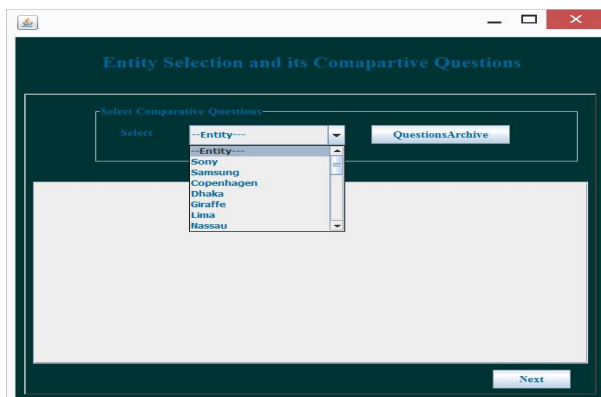 Entity Selection and its Comapartive Questions
Select Comparative Questions
Select --Entity--- QuestionsArchive
--Entity---
Sony
Samsung
Copenhagen
Dhaka
Giraffe
Lima
Nassau
Next